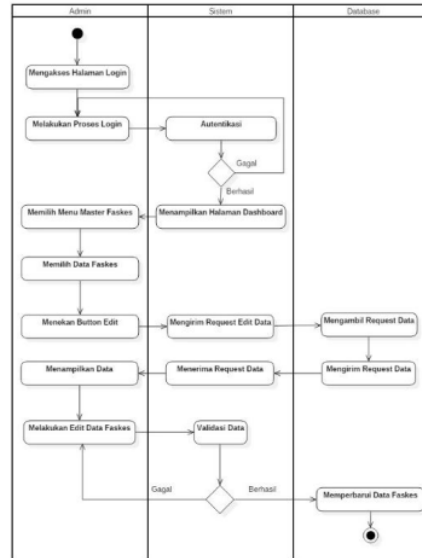 Admin Sistem Database
Mengakses Halaman Login
Melakukan Proses Login Autentikasi
Gagal
Berhasil
Memilih Menu Master Faskes Menampilkan Halaman Dashboard
Memilih Data Faskes
Menekan Button Edit Mengirim Request Edit Data Mengambil Request Data
Menampilkan Data Menerima Request Data Mengirim Request Data
Melakukan Edit Data Faskes Validasi Data
Gagal Berhasil
Memperbarui Data Faskes